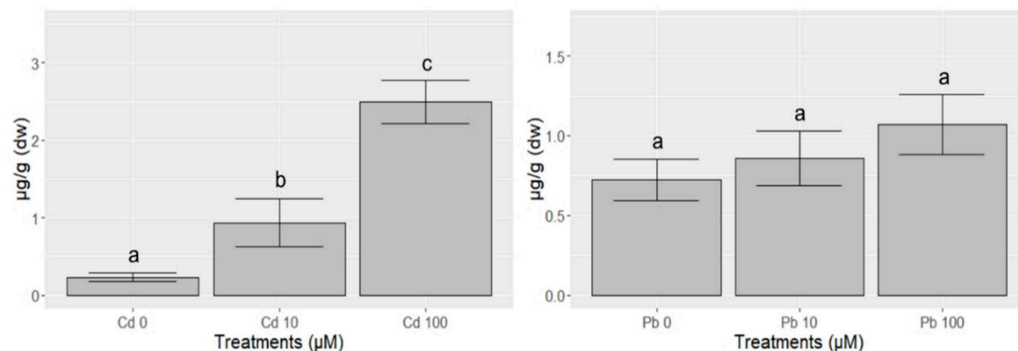 µg/g (dw)
3
2
1
0
a
b
c
Cd 0 Cd 10 Cd 100
Treatments (µM)
µg/g (dw)
1.5
1.0
0.5
0.0
a
a
a
Pb 0 Pb 10 Pb 100
Treatments (µM)